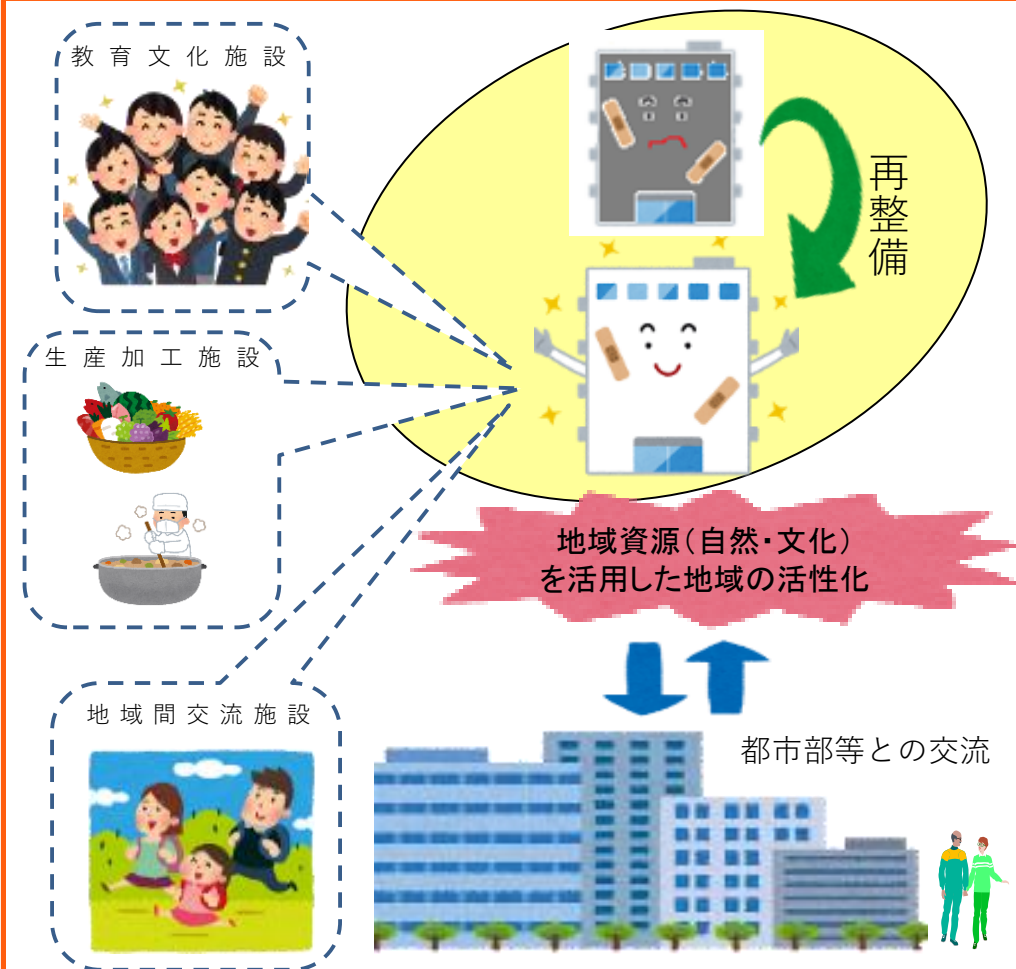 教育文化施設
再整備
生産加工施設
地域資源（自然・文化）
を活用した地域の活性化
地域間交流施設
都市部等との交流